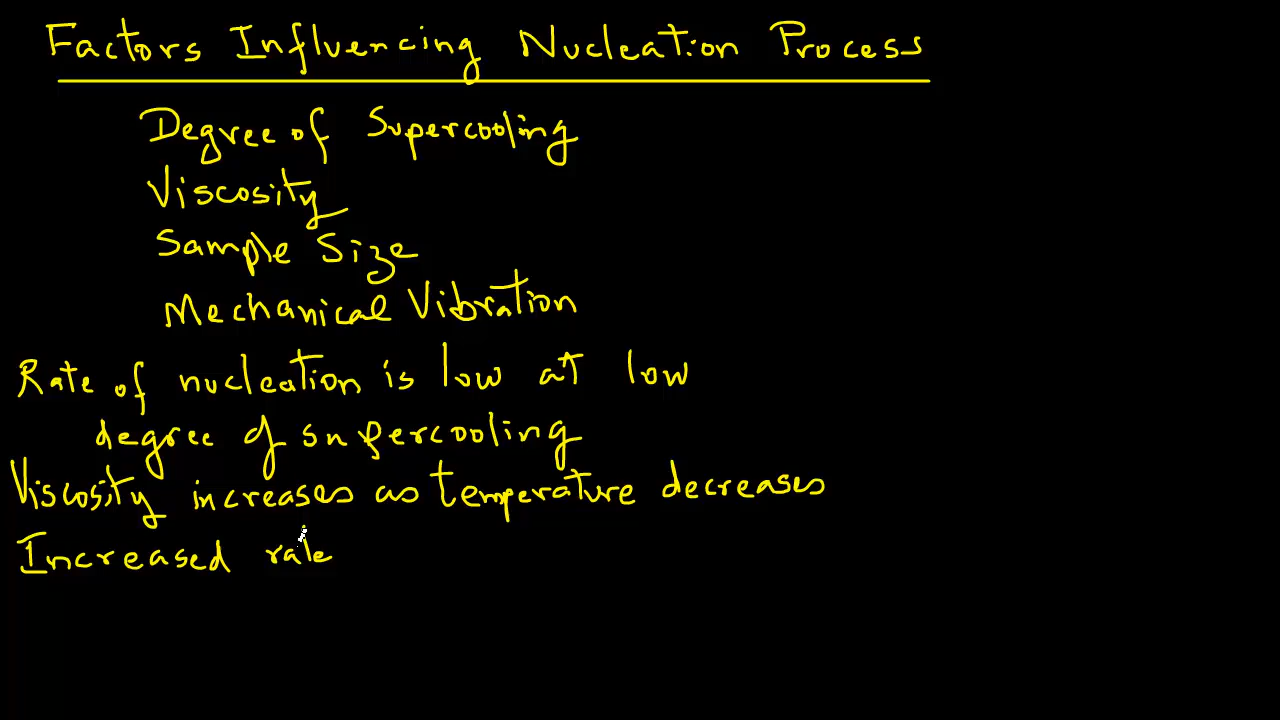 Factors Influencing Nucleation Process
Degree of Supercooling
Viscosity
Sample Size
Mechanical Vibration
Rate of nucleation is low at low
degree of supercooling
Viscosity increases as temperature decreases
Increased rate